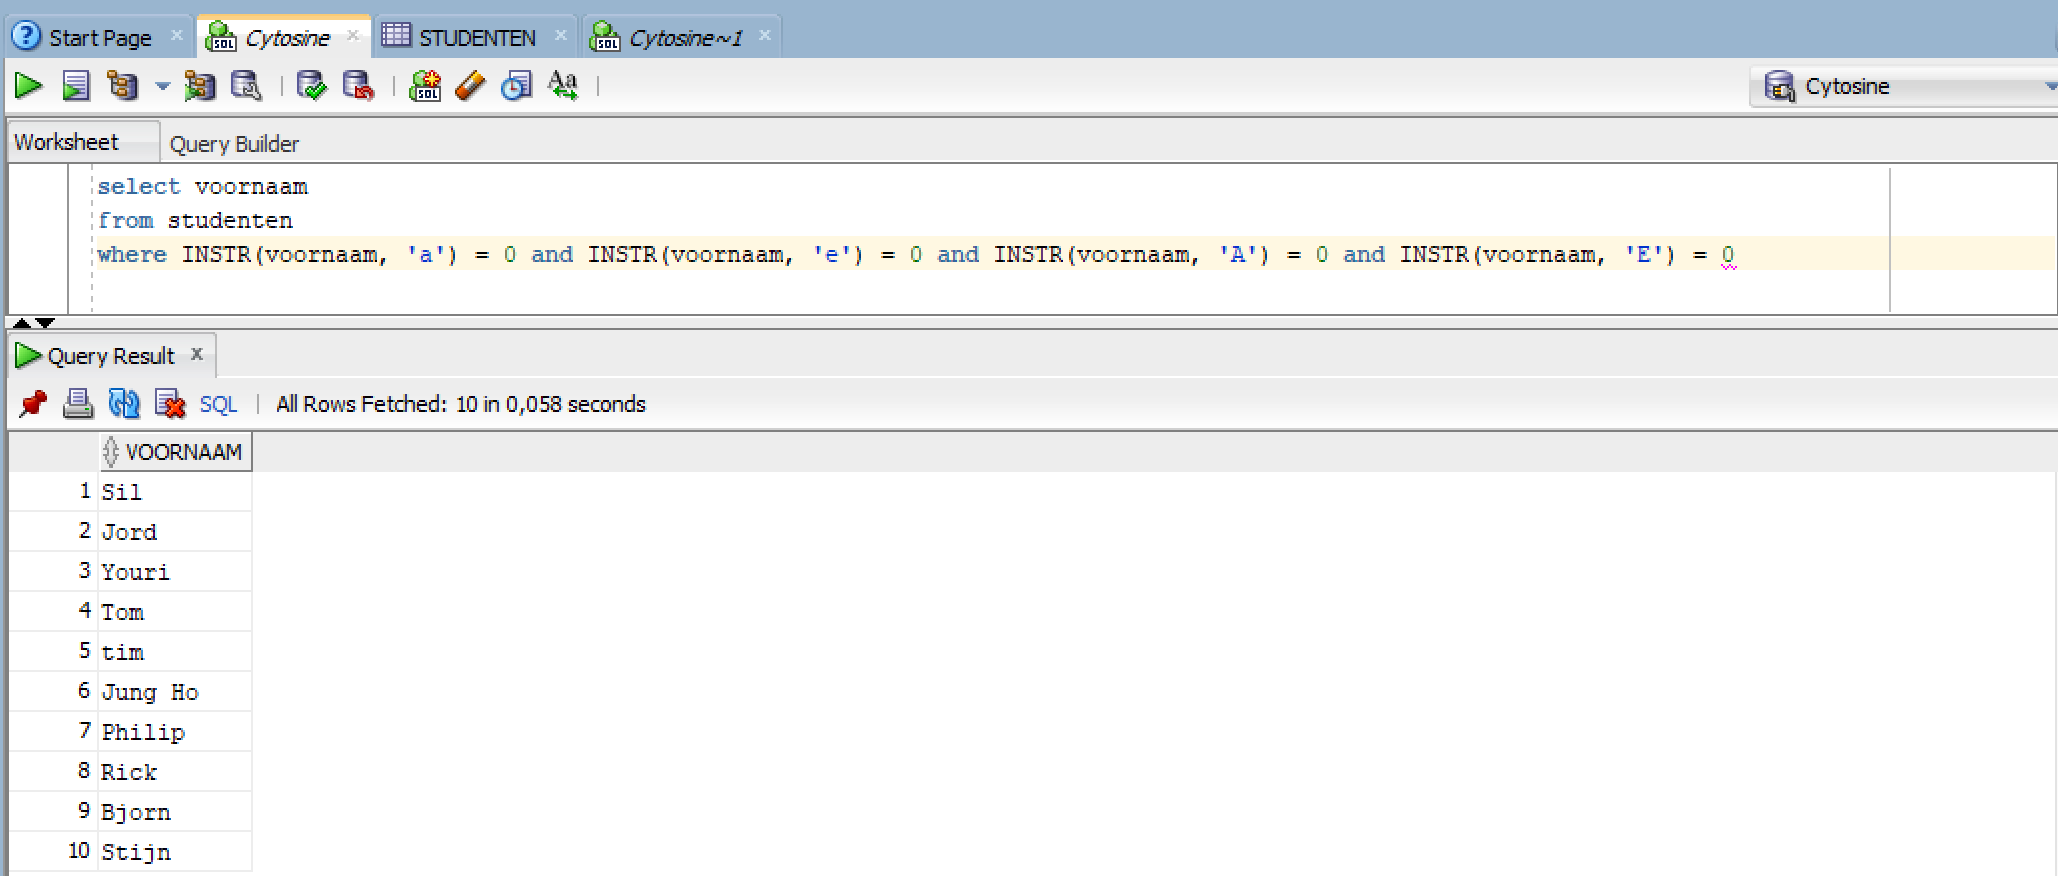 Start Page Cytosine STUDENTEN Cytosine~1
Cytosine
Worksheet Query Builder
select voornaam
from studenten
where INSTR(voornaam, 'a') = 0 and INSTR(voornaam, 'e') = 0 and INSTR(voornaam, 'A') = 0 and INSTR(voornaam, 'E') = 0
Query Result
SQL | All Rows Fetched: 10 in 0,058 seconds
VOORNAAM
1 Sil
2 Jord
3 Youri
4 Tom
5 tim
6 Jung Ho
7 Philip
8 Rick
9 Bjorn
10 Stijn